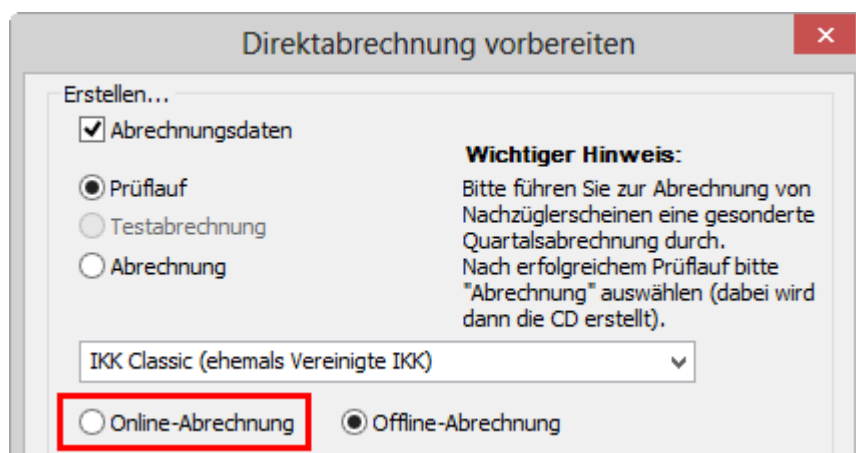 Direktabrechnung vorbereiten
Erstellen...
Abrechnungsdaten
Prüflauf
Testabrechnung
Abrechnung
Wichtiger Hinweis:
Bitte führen Sie zur Abrechnung von
Nachzüglerscheinen eine gesonderte
Quartalsabrechnung durch.
Nach erfolgreichem Prüflauf bitte
"Abrechnung" auswählen (dabei wird
dann die CD erstellt).
IKK Classic (ehemals Vereinigte IKK)
Online-Abrechnung Offline-Abrechnung